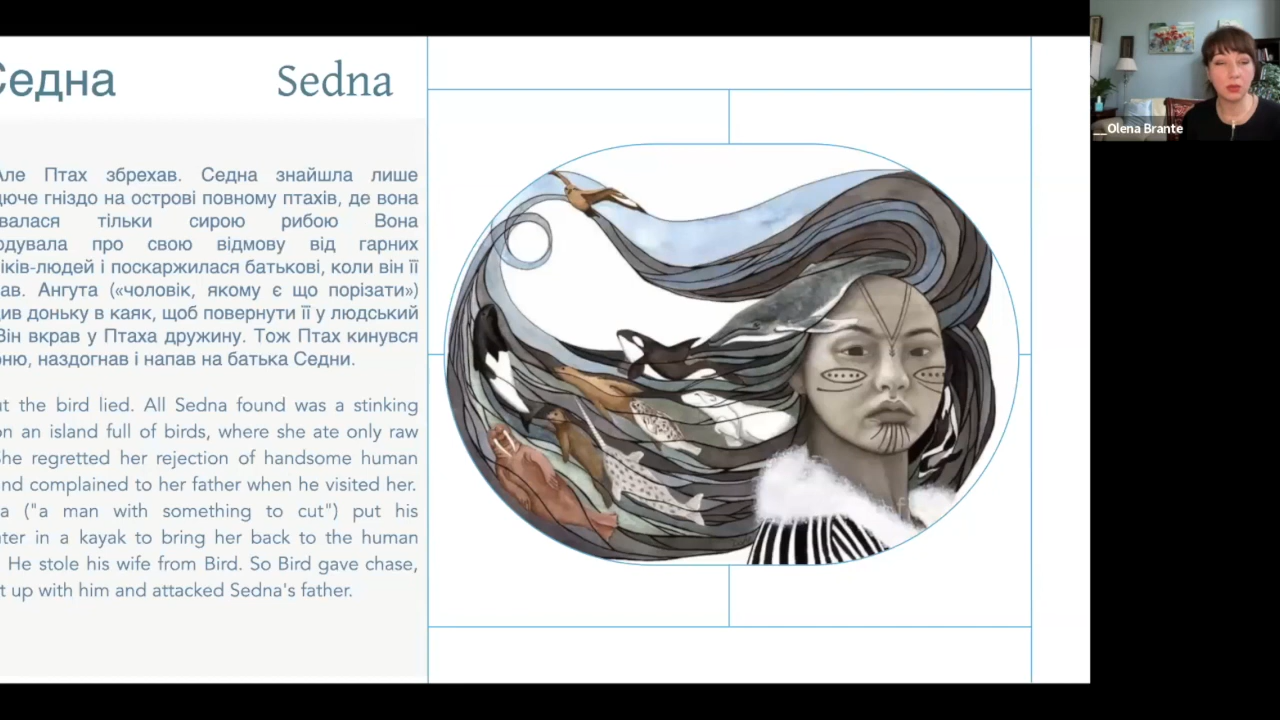 Седна
Sedna
Але Птах збрехав. Седна знайшла лише
гніздо на острові повному птахів, де вона
тільки сирою рибою Вона
про свою відмову від гарних
і поскаржилася батькові, коли він її
Ангута («чоловік, якому є що порізати»)
доньку в каяк, щоб повернути її у людський
Він вкрав у Птаха дружину. Тож Птах кинувся
наздогнав і напав на батька Седни.
the bird lied. All Sedna found was a stinking
on an island full of birds, where she ate only raw
She regretted her rejection of handsome human
and complained to her father when he visited her.
("a man with something to cut") put his
in a kayak to bring her back to the human
He stole his wife from Bird. So Bird gave chase,
up with him and attacked Sedna's father.
__Olena Brante